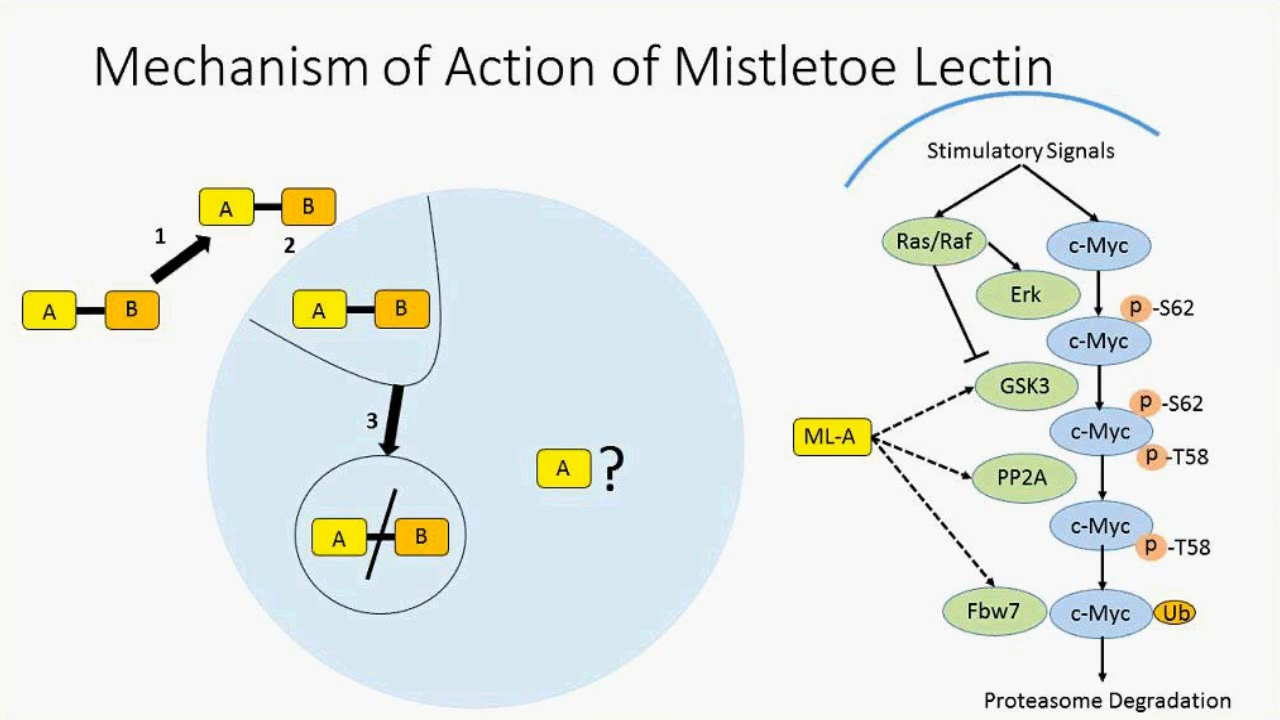 Mechanism of Action of Mistletoe Lectin
Stimulatory Signals
A B
1
2
A B
A B
3
A ?
A B
Ras/Raf
c-Myc
Erk
p -S62
c-Myc
GSK3
p -S62
c-Myc
ML-A
p -T58
PP2A
c-Myc
p -T58
Fbw7
c-Myc
Ub
Proteasome Degradation